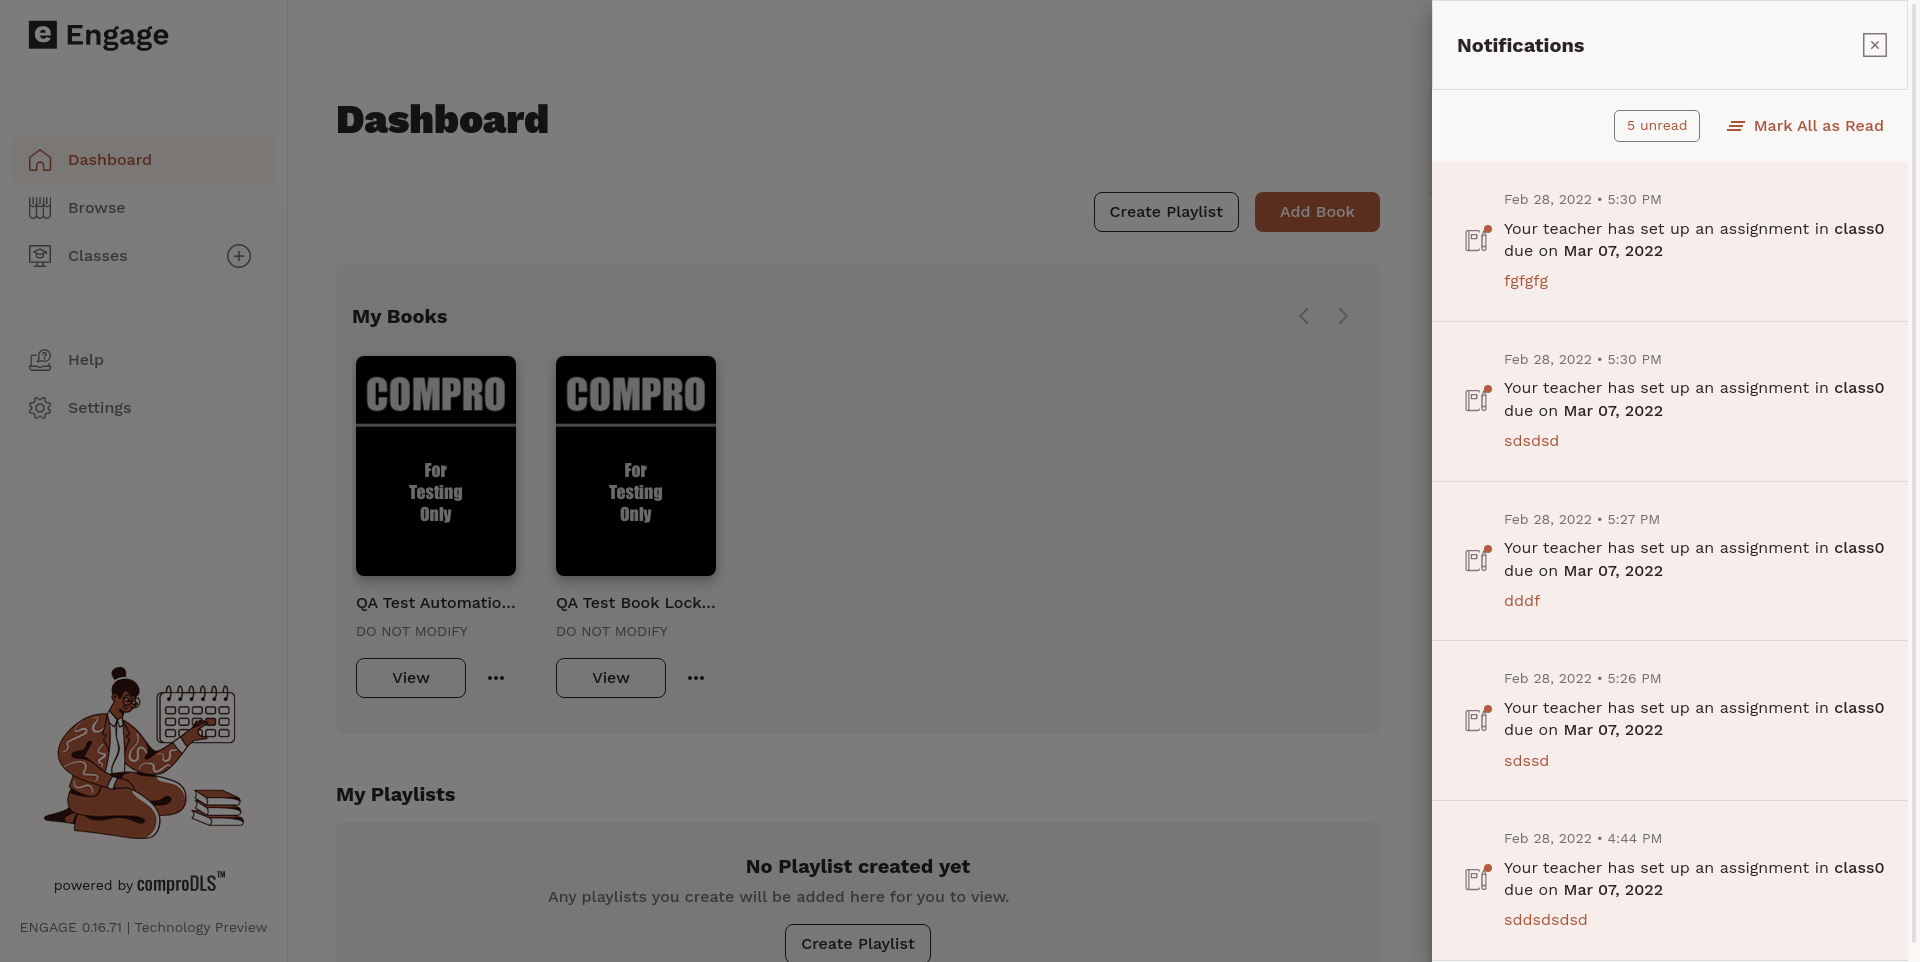 e Engage
Dashboard
Browse
Classes
Help
Settings
powered by comproDLS™
ENGAGE 0.16.71 | Technology Preview
Dashboard
Create Playlist
Add Book
My Books
COMPRO
For
Testing
Only
QA Test Automatio...
DO NOT MODIFY
View
COMPRO
For
Testing
Only
QA Test Book Lock...
DO NOT MODIFY
View
My Playlists
No Playlist created yet
Any playlists you create will be added here for you to view.
Create Playlist
Notifications
5 unread
Mark All as Read
Feb 28, 2022 • 5:30 PM
Your teacher has set up an assignment in class0
due on Mar 07, 2022
fgfgfg
Feb 28, 2022 • 5:30 PM
Your teacher has set up an assignment in class0
due on Mar 07, 2022
sdsdsd
Feb 28, 2022 • 5:27 PM
Your teacher has set up an assignment in class0
due on Mar 07, 2022
dddf
Feb 28, 2022 • 5:26 PM
Your teacher has set up an assignment in class0
due on Mar 07, 2022
sdssd
Feb 28, 2022 • 4:44 PM
Your teacher has set up an assignment in class0
due on Mar 07, 2022
sddsdsdsd